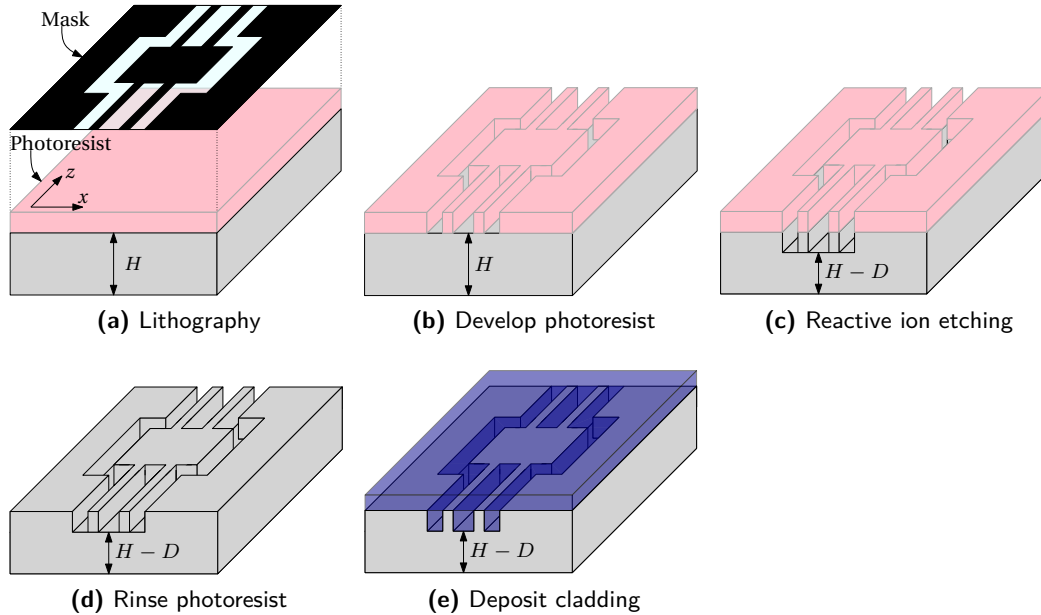 Mask
Photoresist
z
x
H
H
H − D
(a) Lithography
(b) Develop photoresist
(c) Reactive ion etching
H − D
H − D
(d) Rinse photoresist
(e) Deposit cladding